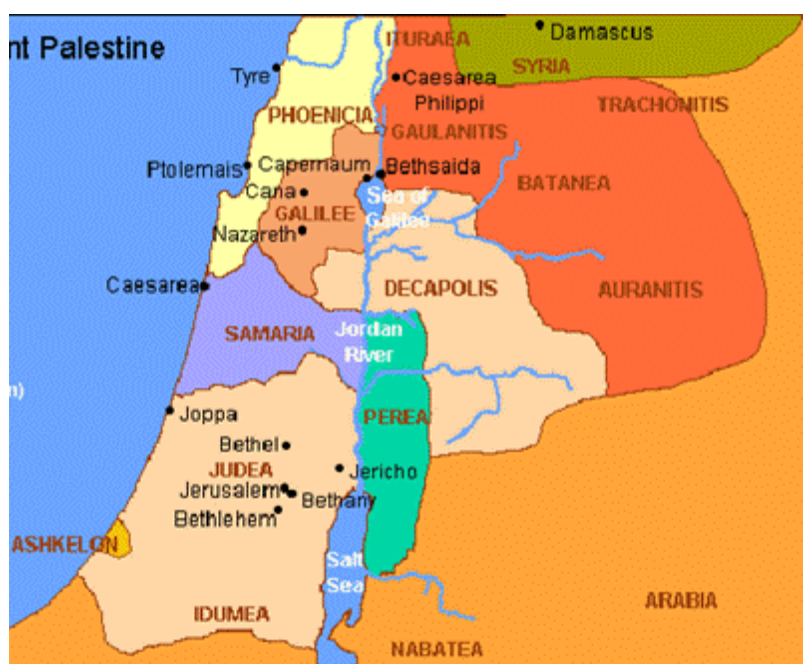 nt Palestine
ITURAEA
Damascus
SYRIA
Tyre
Caesarea
Philippi
TRACHONITIS
PHOENICIA
GAULANITIS
Ptolemais
Capernaum
Bethsaida
BATANEA
Cana
Sea of
Galilee
GALILEE
Nazareth
Caesarea
DECAPOLIS
AURANITIS
SAMARIA
Jordan
River
n)
Joppa
PEREA
Bethel
JUDEA
Jericho
Jerusalem
Bethany
Bethlehem
ASHKELON
Salt
Sea
IDUMEA
ARABIA
NABATEA